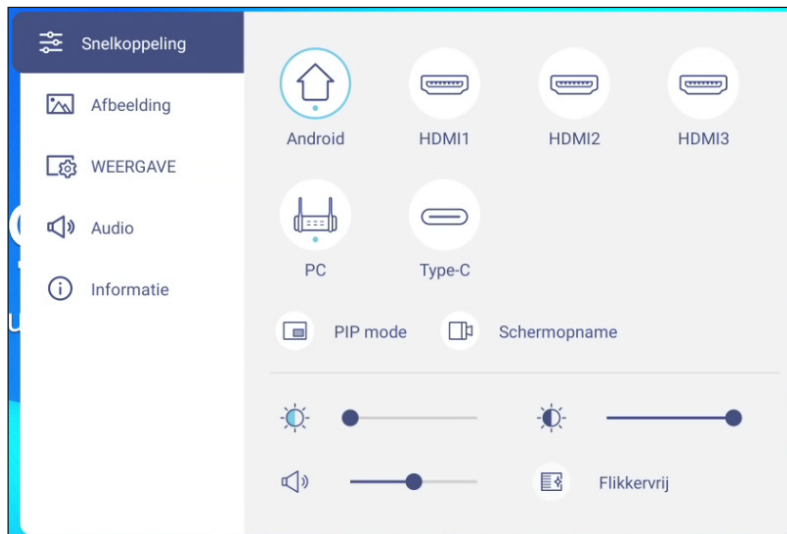 Snelkoppeling
Afbeelding
WEERGAVE
Audio
Informatie
Android
HDMI1
HDMI2
HDMI3
PC
Type-C
PIP mode
Schermopname
Flikkervrij